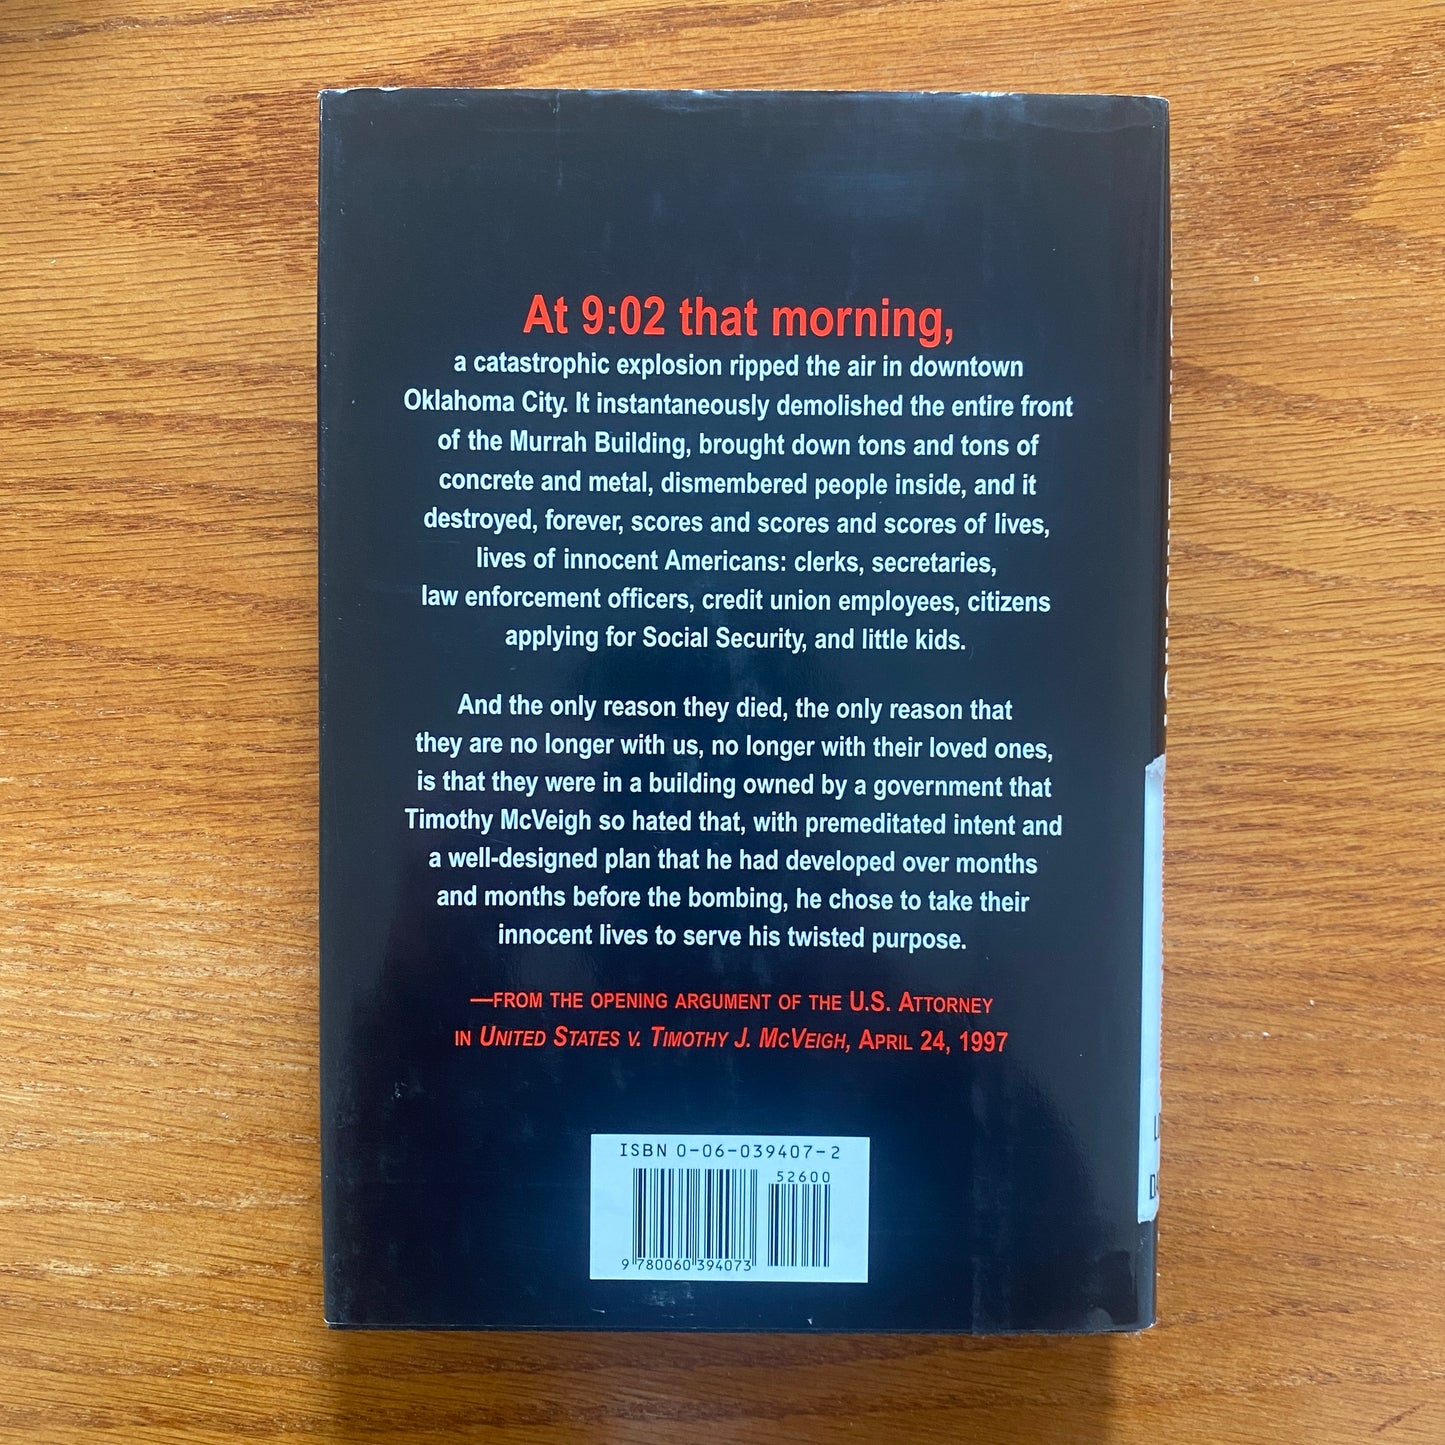 At 9:02 that morning,
a catastrophic explosion ripped the air in downtown
Oklahoma City. It instantaneously demolished the entire front
of the Murrah Building, brought down tons and tons of
concrete and metal, dismembered people inside, and it
destroyed, forever, scores and scores and scores of lives,
lives of innocent Americans: clerks, secretaries,
law enforcement officers, credit union employees, citizens
applying for Social Security, and little kids.
And the only reason they died, the only reason that
they are no longer with us, no longer with their loved ones,
is that they were in a building owned by a government that
Timothy McVeigh so hated that, with premeditated intent and
a well-designed plan that he had developed over months
and months before the bombing, he chose to take their
innocent lives to serve his twisted purpose.
—FROM THE OPENING ARGUMENT OF THE U.S. ATTORNEY
IN UNITED STATES V. TIMOTHY J. MCVEIGH, APRIL 24, 1997
ISBN 0-06-039407-2
52600
9 780060 394073